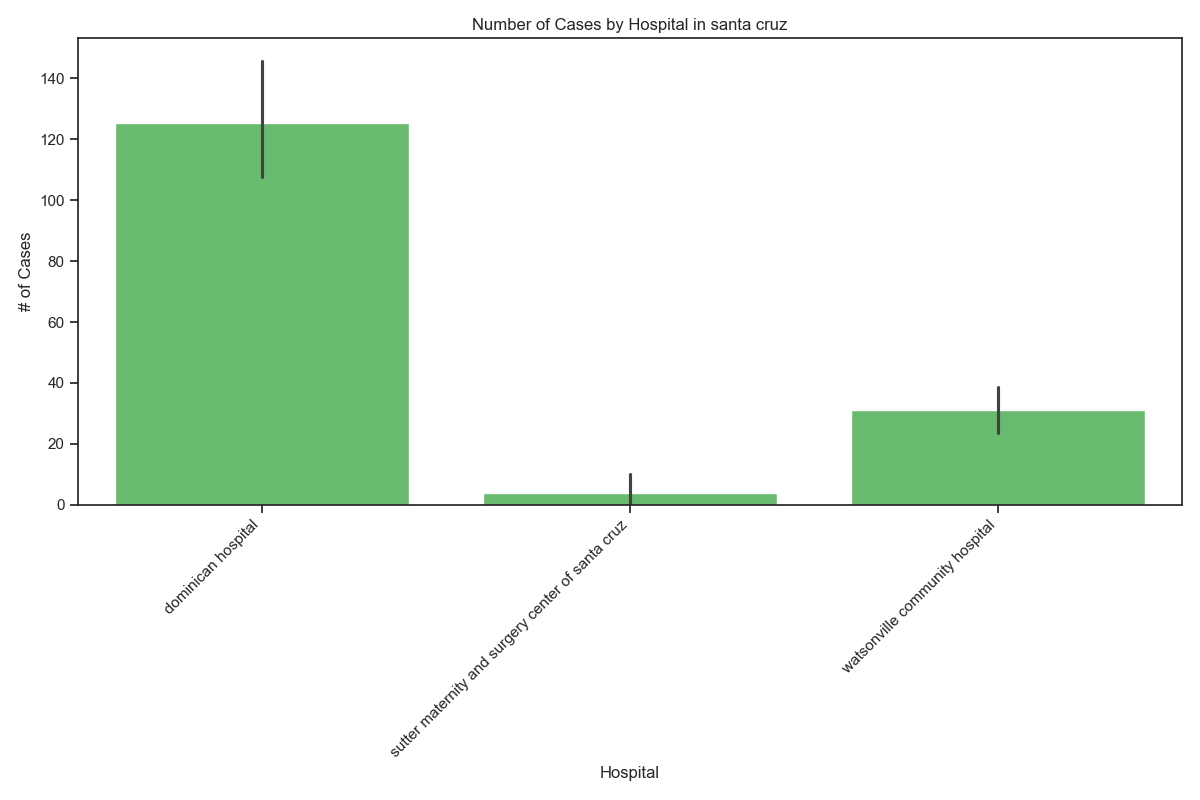 Number of Cases by Hospital in santa cruz
# of Cases
140
120
100
80
60
40
20
0
dominican hospital
sutter maternity and surgery center of santa cruz
watsonville community hospital
Hospital